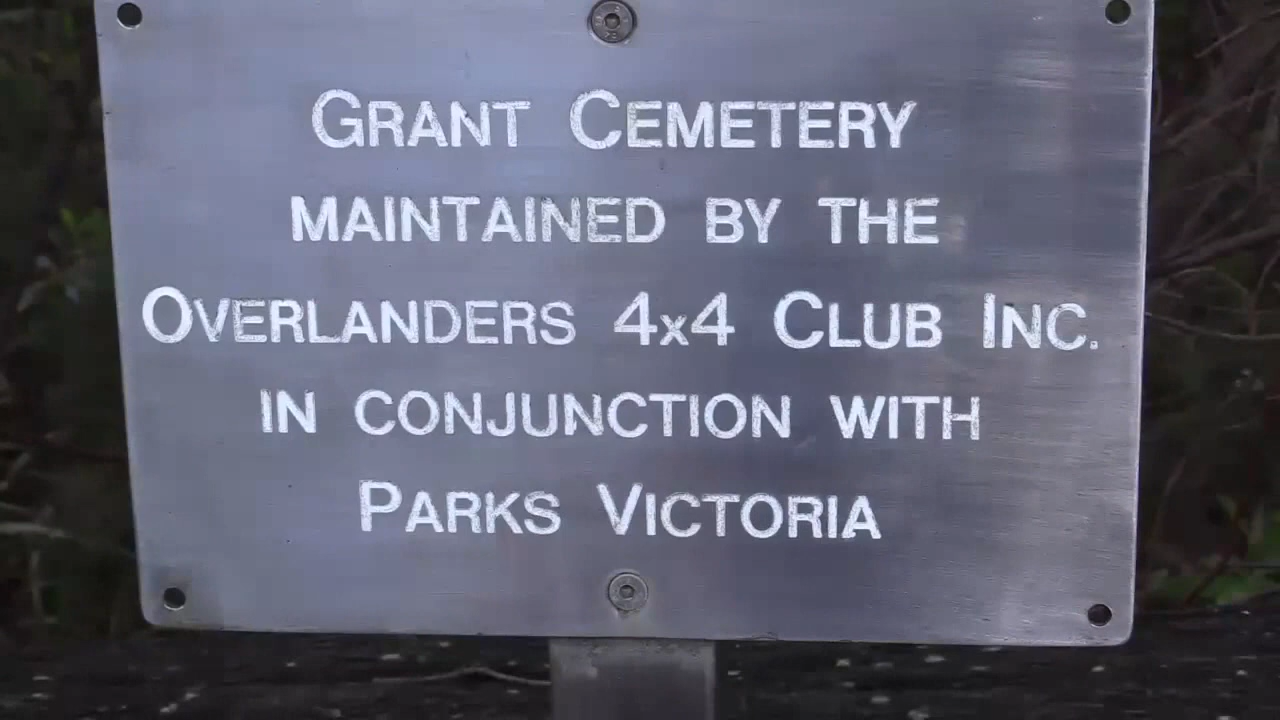 GRANT CEMETERY
MAINTAINED BY THE
OVERLANDERS 4x4 CLUB INC.
IN CONJUNCTION WITH
PARKS VICTORIA